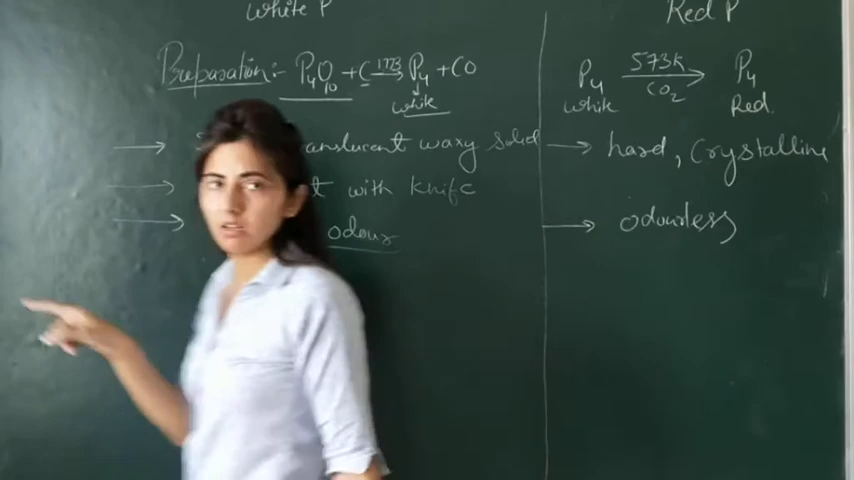 White P
Preparation:- P4O10 + C 1773 → P4 + CO
white
→ anslucent waxy solid
→ t with knife
→ odour
Red P
P4 573K → P4
CO2
white Red.
→ hard, Crystalline
→ odourless